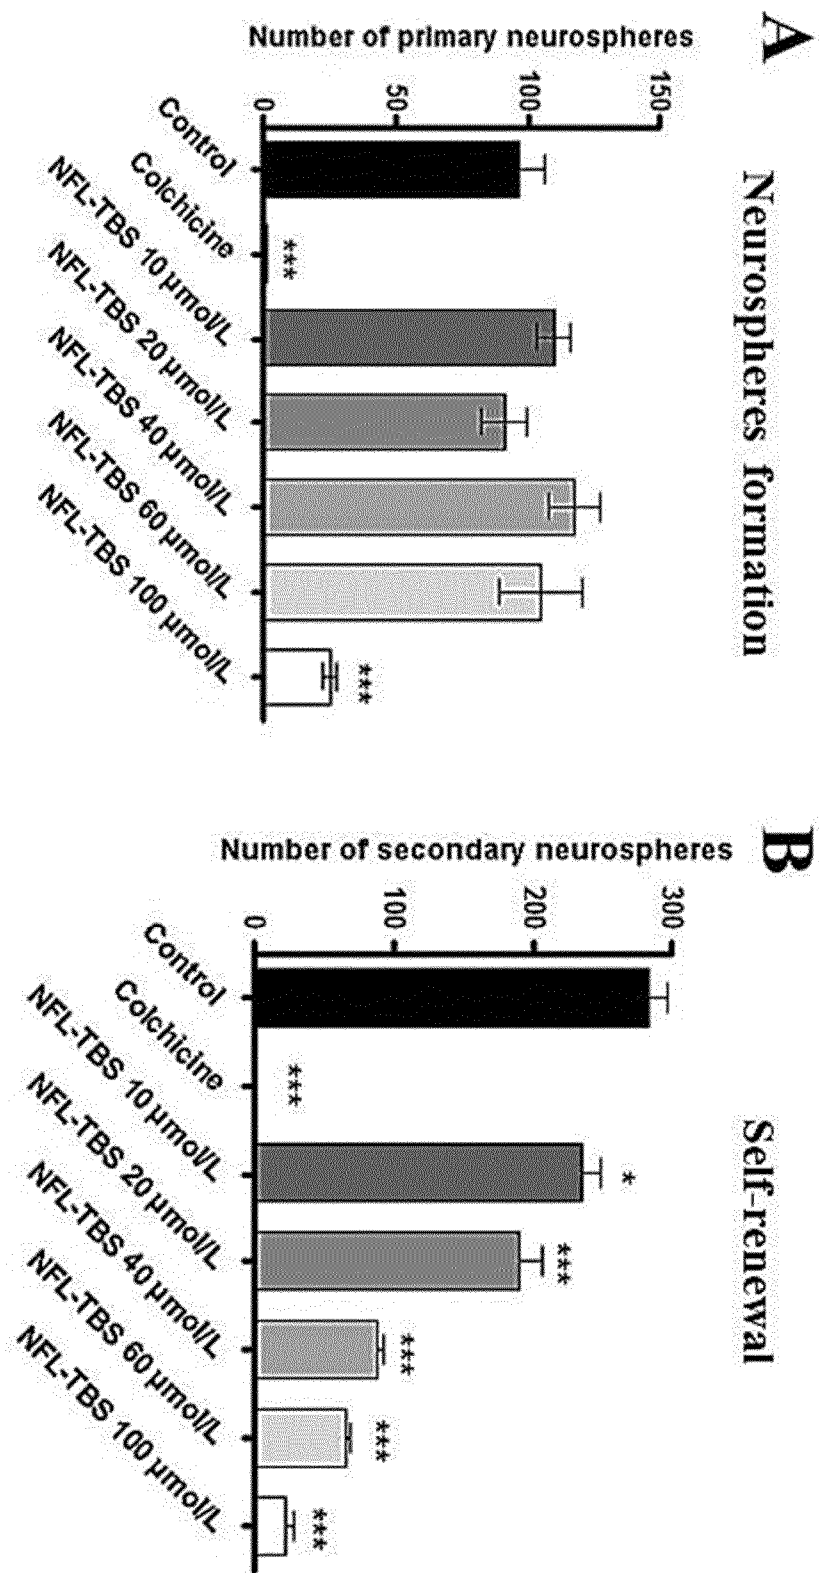 A
Neurospheres formation
Number of primary neurospheres
150
100
50
0
***
***
Control
Colchicine
NFL-TBS 10 µmol/L
NFL-TBS 20 µmol/L
NFL-TBS 40 µmol/L
NFL-TBS 60 µmol/L
NFL-TBS 100 µmol/L
B
Self-renewal
Number of secondary neurospheres
300
200
100
0
***
*
***
***
***
***
Control
Colchicine
NFL-TBS 10 µmol/L
NFL-TBS 20 µmol/L
NFL-TBS 40 µmol/L
NFL-TBS 60 µmol/L
NFL-TBS 100 µmol/L